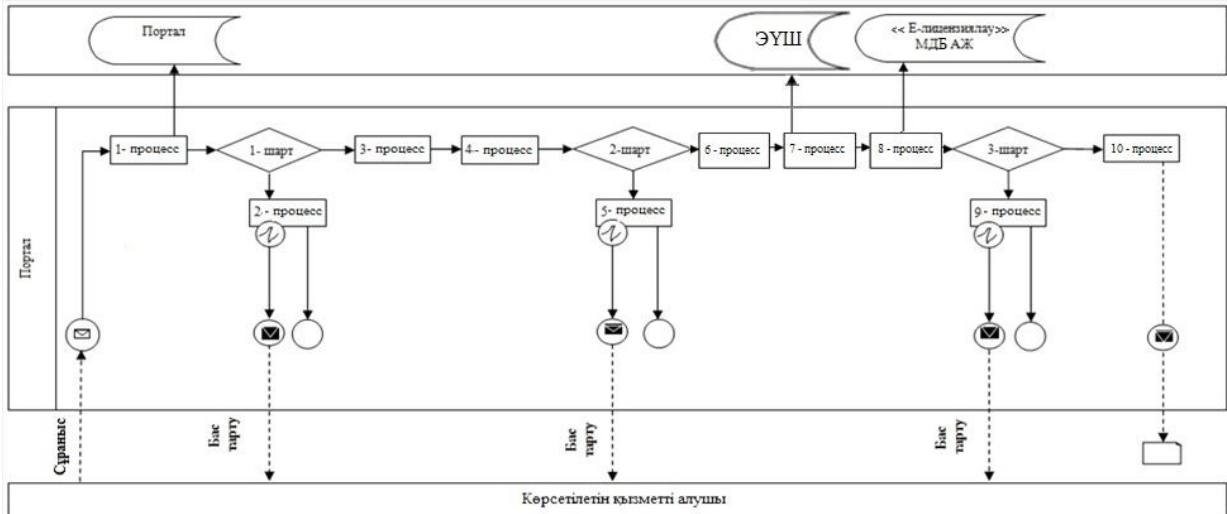 Портал
ЭҮШ
<< Е-лицензиялау>>
МДБ АЖ
Портал
1- процесс
1- шарт
3- процесс
4- процесс
2-шарт
6 - процесс
7 - процесс
8 - процесс
3-шарт
10 - процесс
2 - процесс
5- процесс
9 - процесс
Сұраныс
Бас
тарту
Бас
тарту
Бас
тарту
Көрсетілетін қызметті алушы